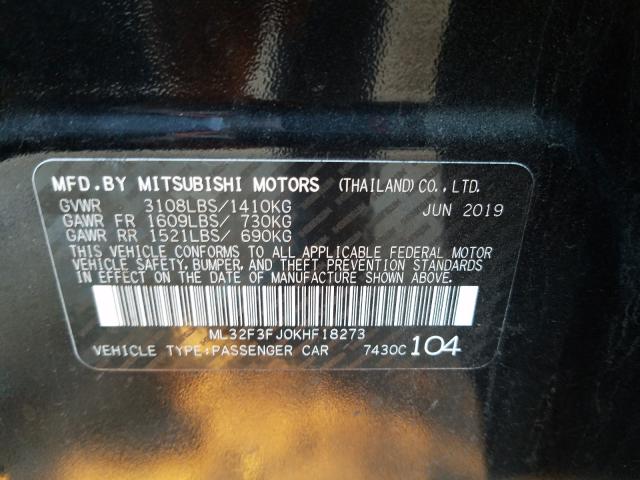 MFD.BY MITSUBISHI MOTORS (THAILAND)CO.,LTD.
GVWR 3108LBS/1410KG JUN 2019
GAWR FR 1609LBS/ 730KG
GAWR RR 1521LBS/ 690KG
THIS VEHICLE CONFORMS TO ALL APPLICABLE FEDERAL MOTOR
VEHICLE SAFETY, BUMPER, AND THEFT PREVENTION STANDARDS
IN EFFECT ON THE DATE OF MANUFACTURE SHOWN ABOVE.
ML32F3FJ0KHF18273
VEHICLE TYPE:PASSENGER CAR 7430C 104